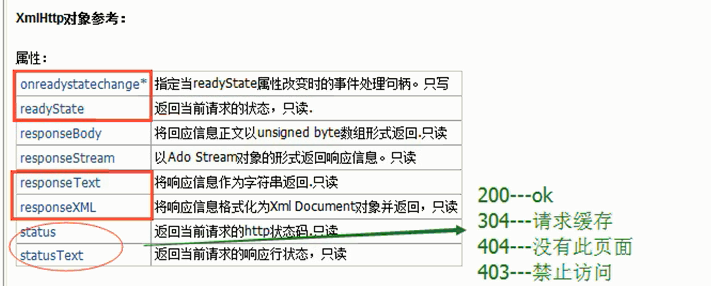 XmlHttp对象参考：
属性：
onreadystatechange* 指定当readyState属性改变时的事件处理句柄。只写
readyState 返回当前请求的状态，只读.
responseBody 将回应信息正文以unsigned byte数组形式返回.只读
responseStream 以Ado Stream对象的形式返回响应信息。只读
responseText 将响应信息作为字符串返回.只读
responseXML 将响应信息格式化为Xml Document对象并返回，只读
status 返回当前请求的http状态码.只读
statusText 返回当前请求的响应行状态，只读
200---ok
304---请求缓存
404---没有此页面
403---禁止访问